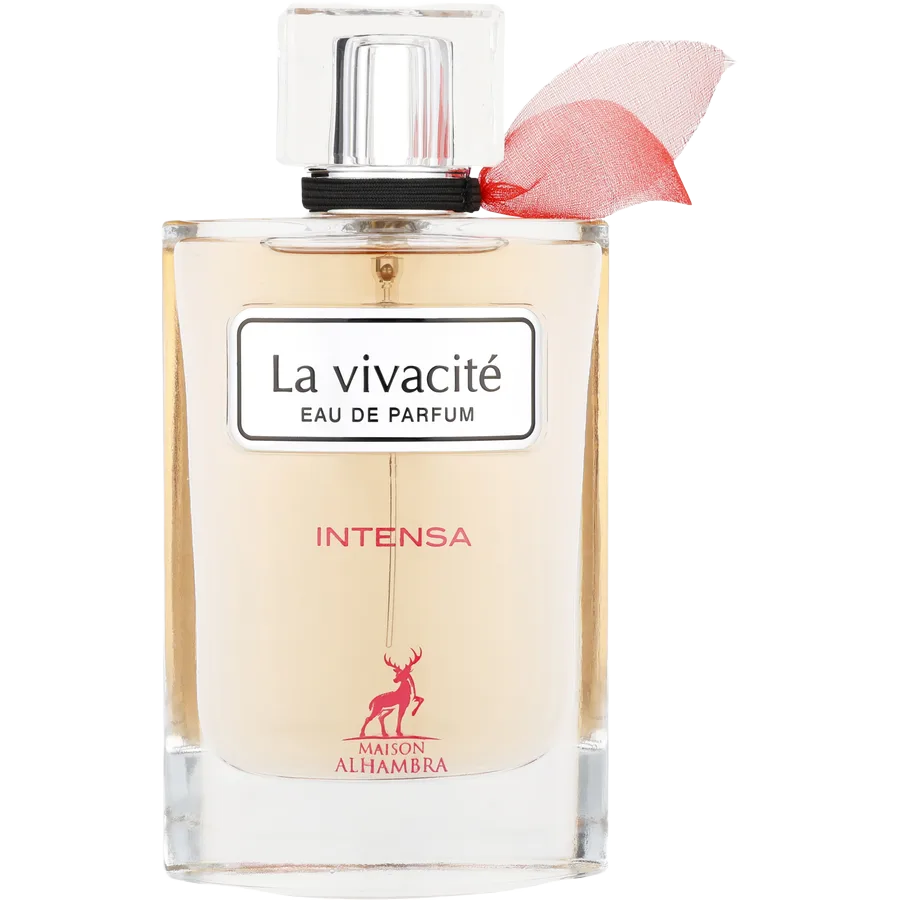 La vivacité
EAU DE PARFUM
INTENSA
MAISON
ALHAMBRA